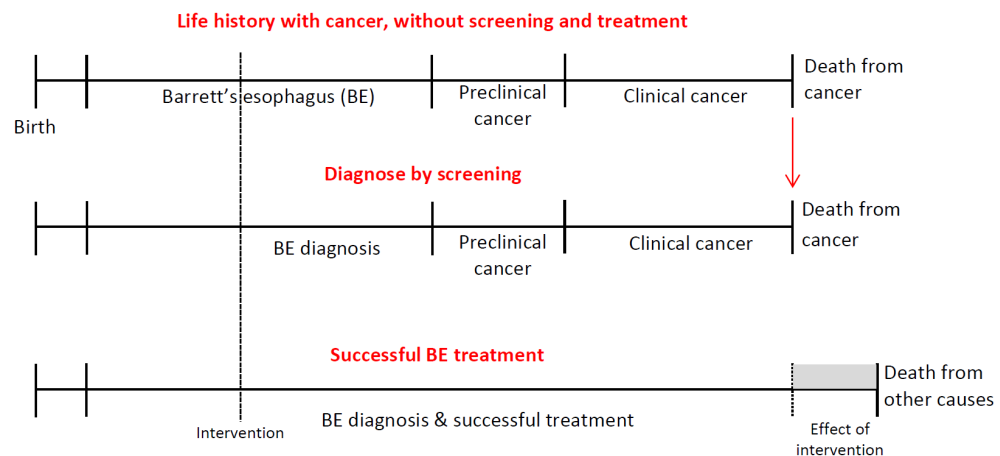 Life history with cancer, without screening and treatment
Death from
cancer
Barrett's esophagus (BE)
Preclinical
cancer
Clinical cancer
Birth
Diagnose by screening
Death from
cancer
BE diagnosis
Preclinical
cancer
Clinical cancer
Successful BE treatment
Death from
other causes
BE diagnosis & successful treatment
Intervention
Effect of
intervention